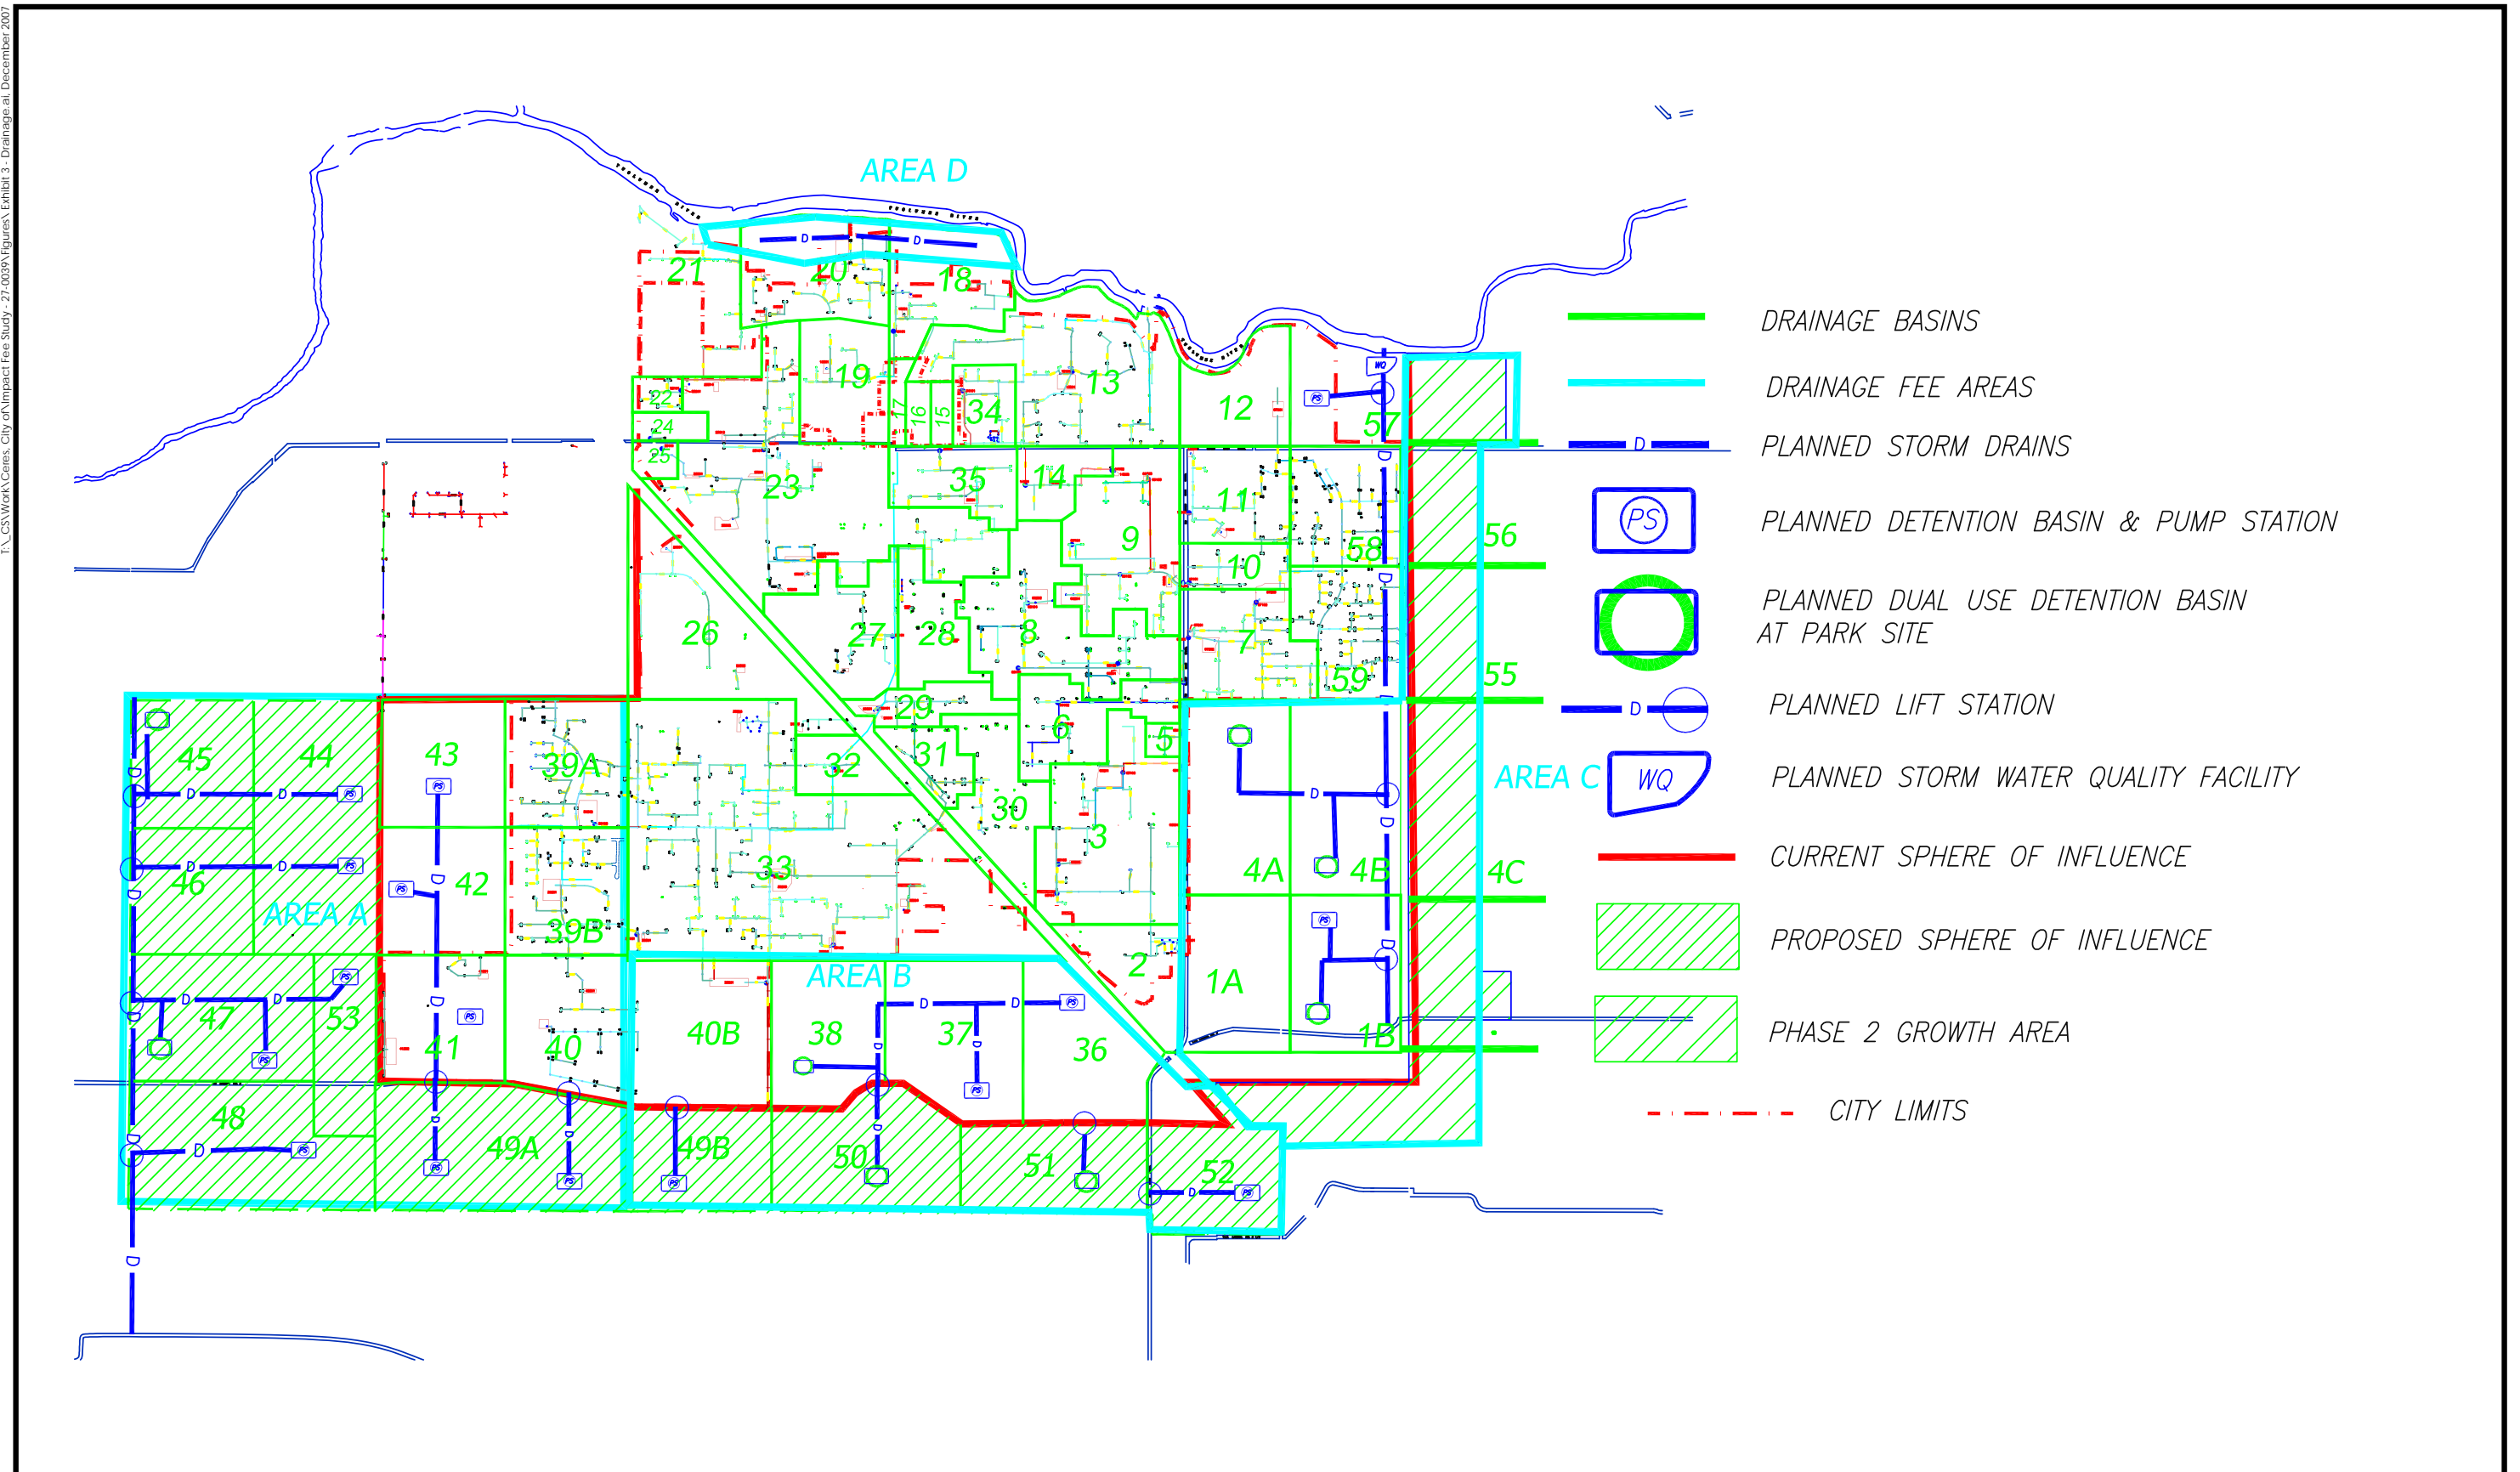 T:\_CS\Work\Ceres, City of\Impact Fee Study - 27-0039\Figures\ Exhibit 3 - Drainage.ai, December 2007
AREA D
21
20
18
19
13
12
57
22
24
25
17
16
15
34
23
35
14
11
9
10
58
56
26
27
28
8
7
59
55
29
6
5
45
44
43
39A
32
31
30
3
4A
4B
4C
AREA C
46
42
33
AREA A
39B
2
1A
1B
AREA B
47
53
41
40
40B
38
37
36
48
49A
49B
50
51
52
D
PS
WQ
DRAINAGE BASINS
DRAINAGE FEE AREAS
D
PLANNED STORM DRAINS
PS
PLANNED DETENTION BASIN & PUMP STATION
PLANNED DUAL USE DETENTION BASIN
AT PARK SITE
D
PLANNED LIFT STATION
WQ
PLANNED STORM WATER QUALITY FACILITY
CURRENT SPHERE OF INFLUENCE
PROPOSED SPHERE OF INFLUENCE
PHASE 2 GROWTH AREA
CITY LIMITS